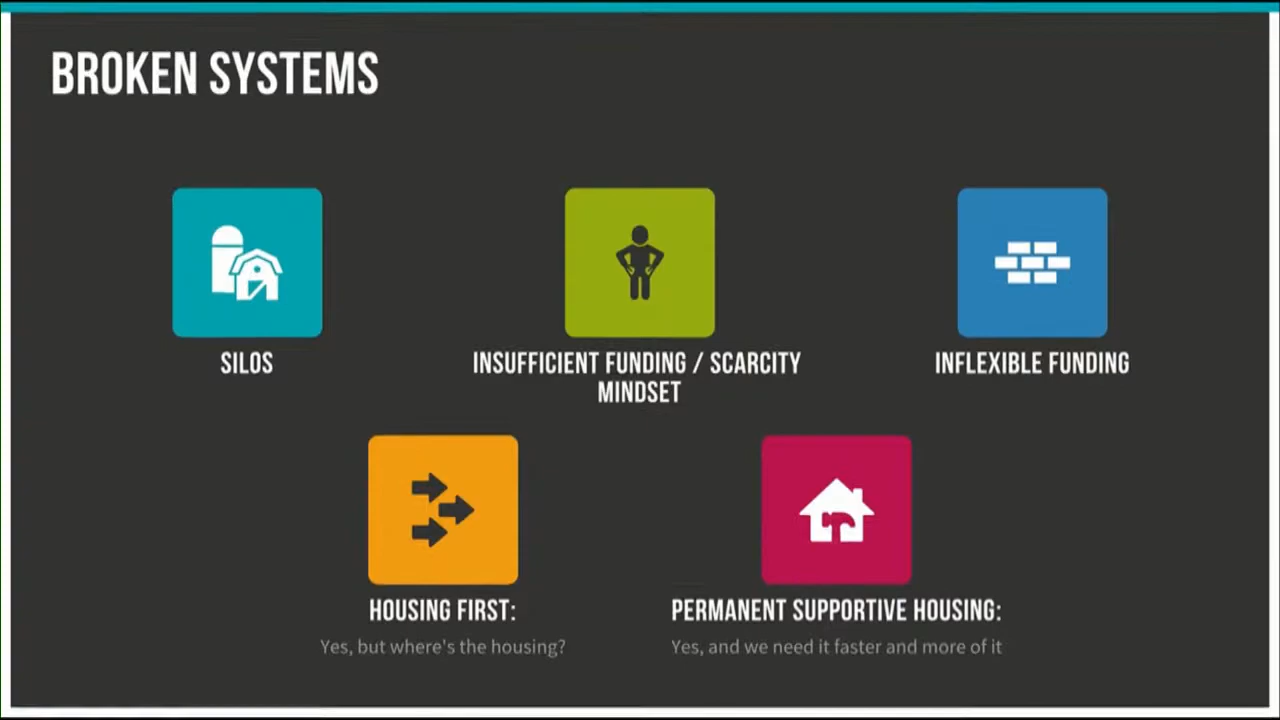 BROKEN SYSTEMS
SILOS
INSUFFICIENT FUNDING / SCARCITY
MINDSET
INFLEXIBLE FUNDING
HOUSING FIRST:
Yes, but where's the housing?
PERMANENT SUPPORTIVE HOUSING:
Yes, and we need it faster and more of it